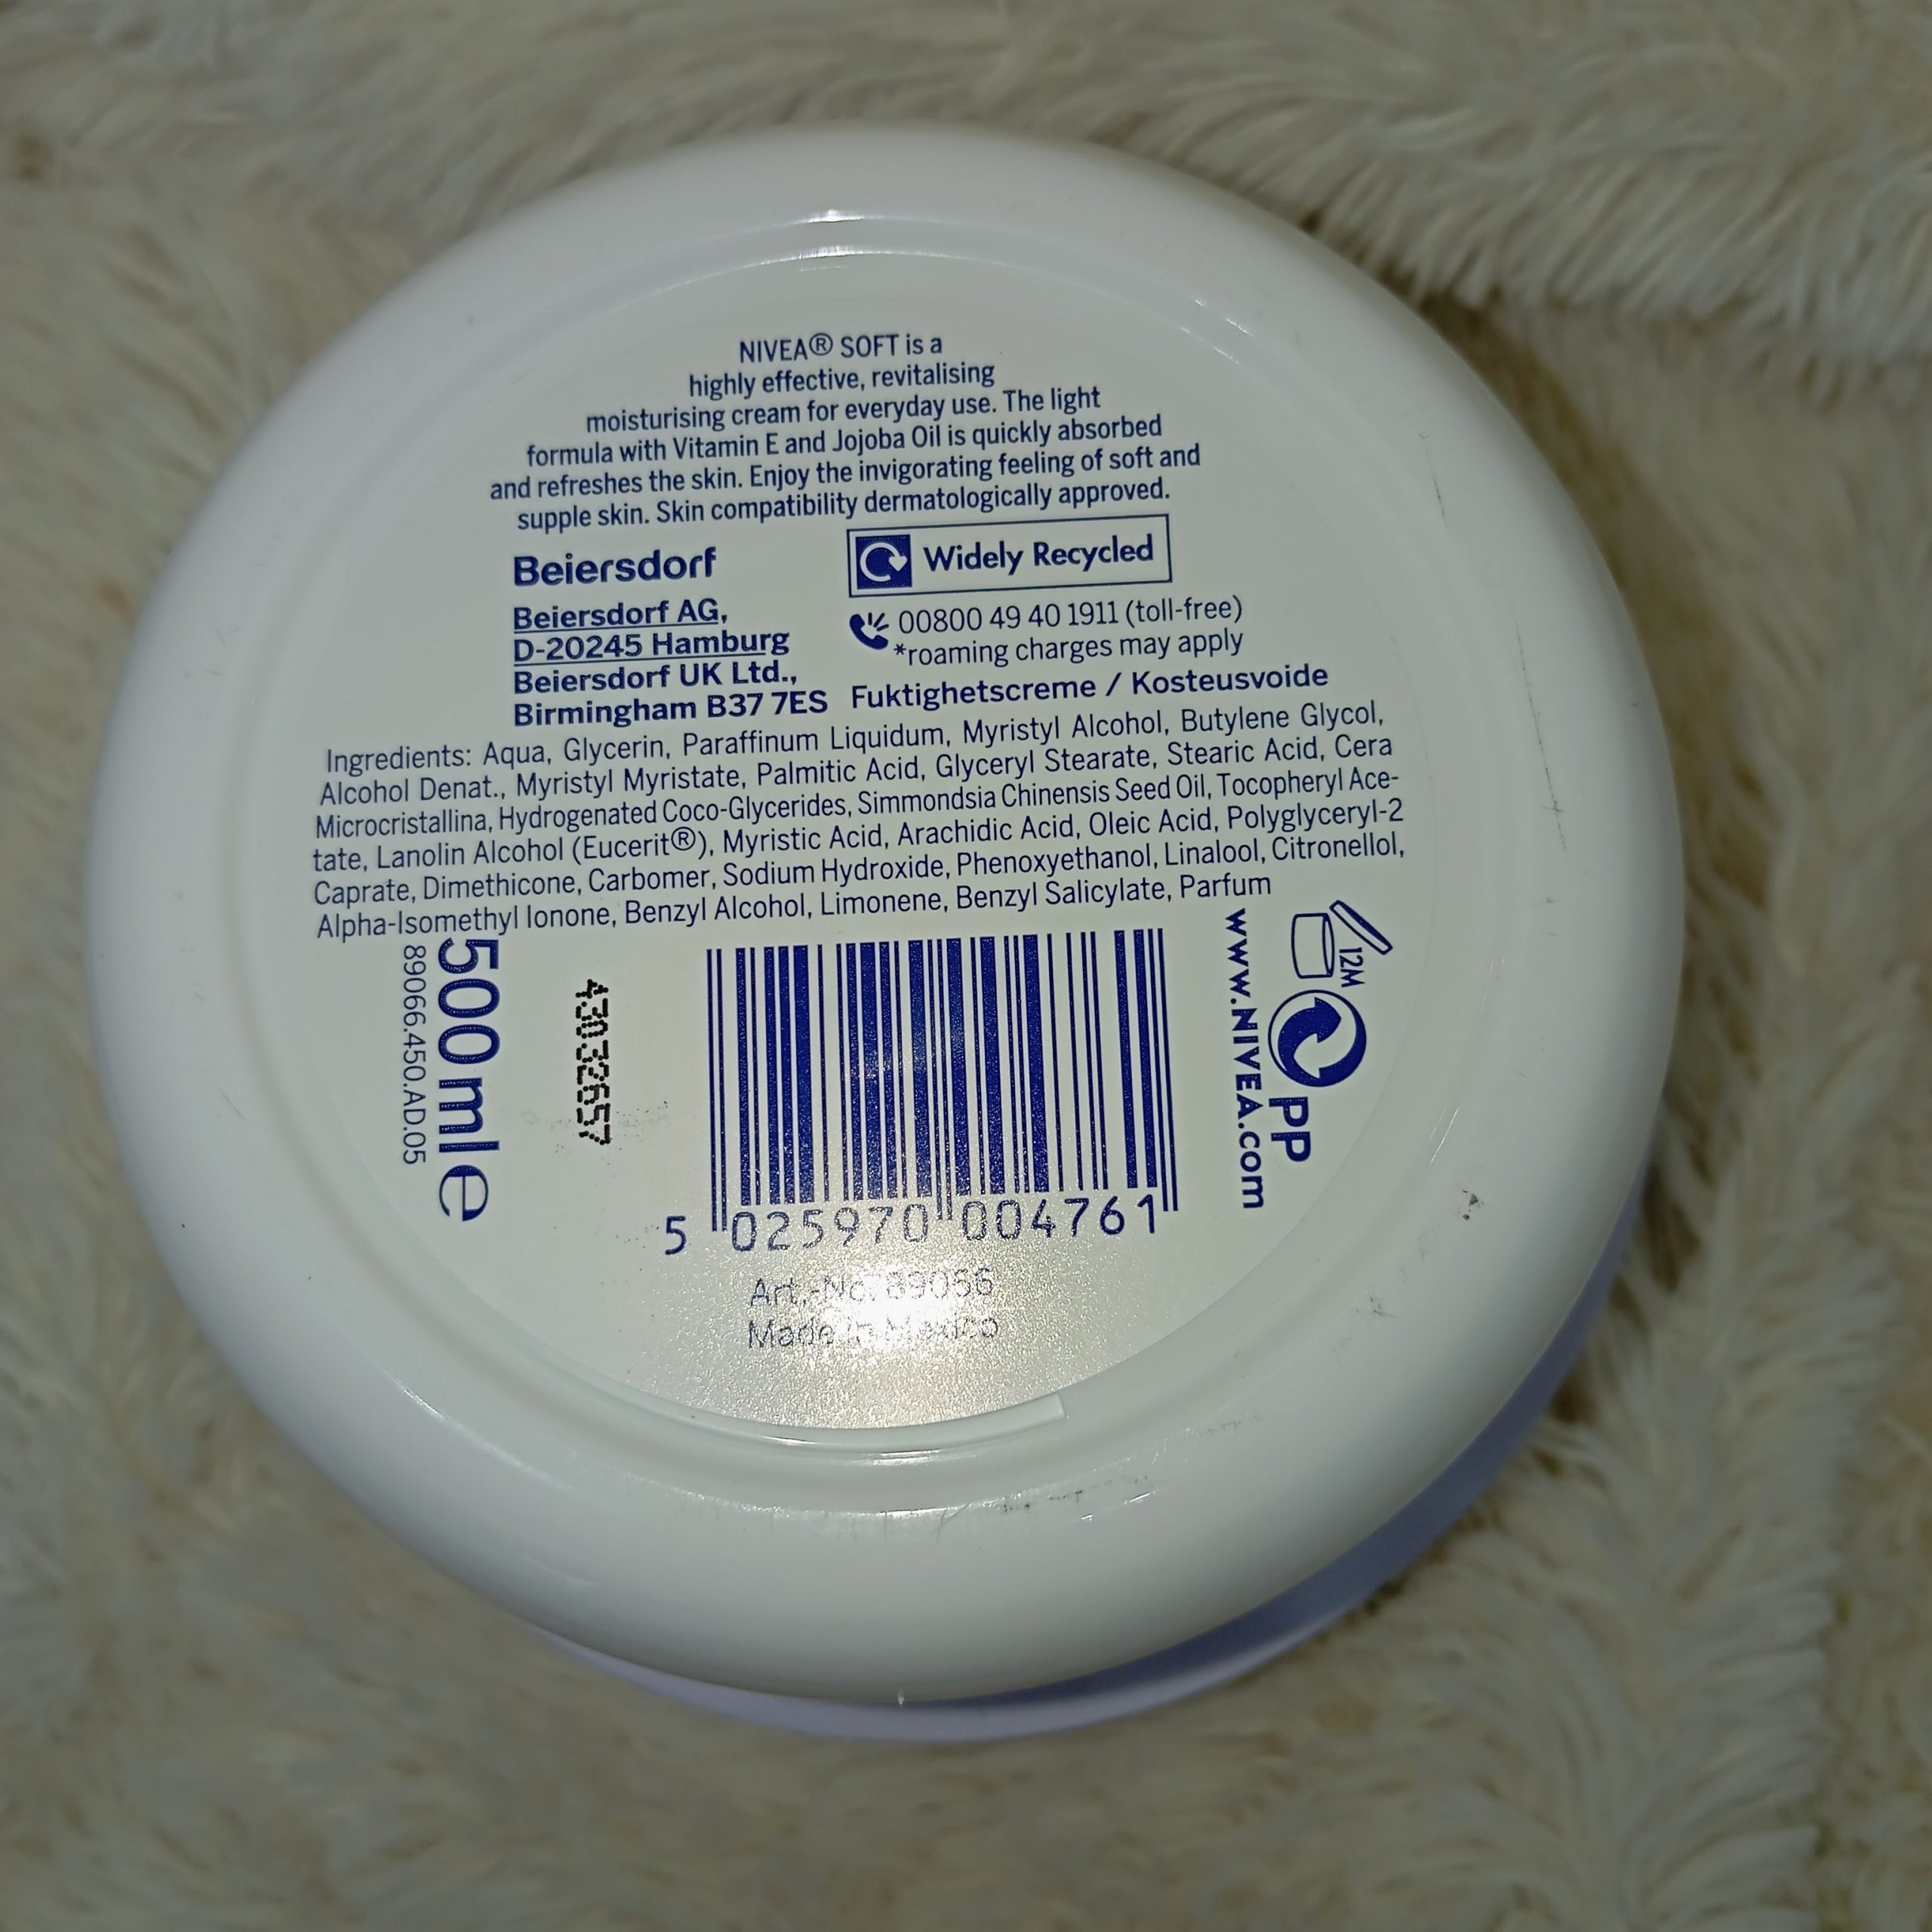 NIVEA® SOFT is a
highly effective, revitalising
moisturising cream for everyday use. The light
formula with Vitamin E and Jojoba Oil is quickly absorbed
and refreshes the skin. Enjoy the invigorating feeling of soft and
supple skin. Skin compatibility dermatologically approved.
Beiersdorf
Beiersdorf AG,
D-20245 Hamburg
Beiersdorf UK Ltd.,
Birmingham B37 7ES
Widely Recycled
00800 49 40 1911 (toll-free)
*roaming charges may apply
Fuktighetscreme / Kosteusvoide
Ingredients: Aqua, Glycerin, Paraffinum Liquidum, Myristyl Alcohol, Butylene Glycol,
Alcohol Denat., Myristyl Myristate, Palmitic Acid, Glyceryl Stearate, Stearic Acid, Cera
Microcristallina, Hydrogenated Coco-Glycerides, Simmondsia Chinensis Seed Oil, Tocopheryl Ace-
tate, Lanolin Alcohol (Eucerit®), Myristic Acid, Arachidic Acid, Oleic Acid, Polyglyceryl-2
Caprate, Dimethicone, Carbomer, Sodium Hydroxide, Phenoxyethanol, Linalool, Citronellol,
Alpha-Isomethyl Ionone, Benzyl Alcohol, Limonene, Benzyl Salicylate, Parfum
500 ml e
89066.450.AD.05
43032657
5 025970 004761
www.NIVEA.com
12M
PP
Art.-No.
Made in Mexico